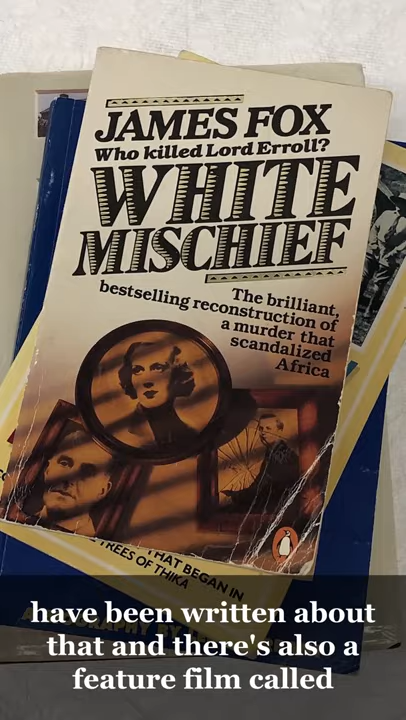 JAMES FOX
Who killed Lord Erroll?
WHITE
MISCHIEF
The brilliant,
bestselling reconstruction of
a murder that
scandalized
Africa
THAT BEGAN IN
TREES OF THIKA
have been written about
that and there's also a
feature film called